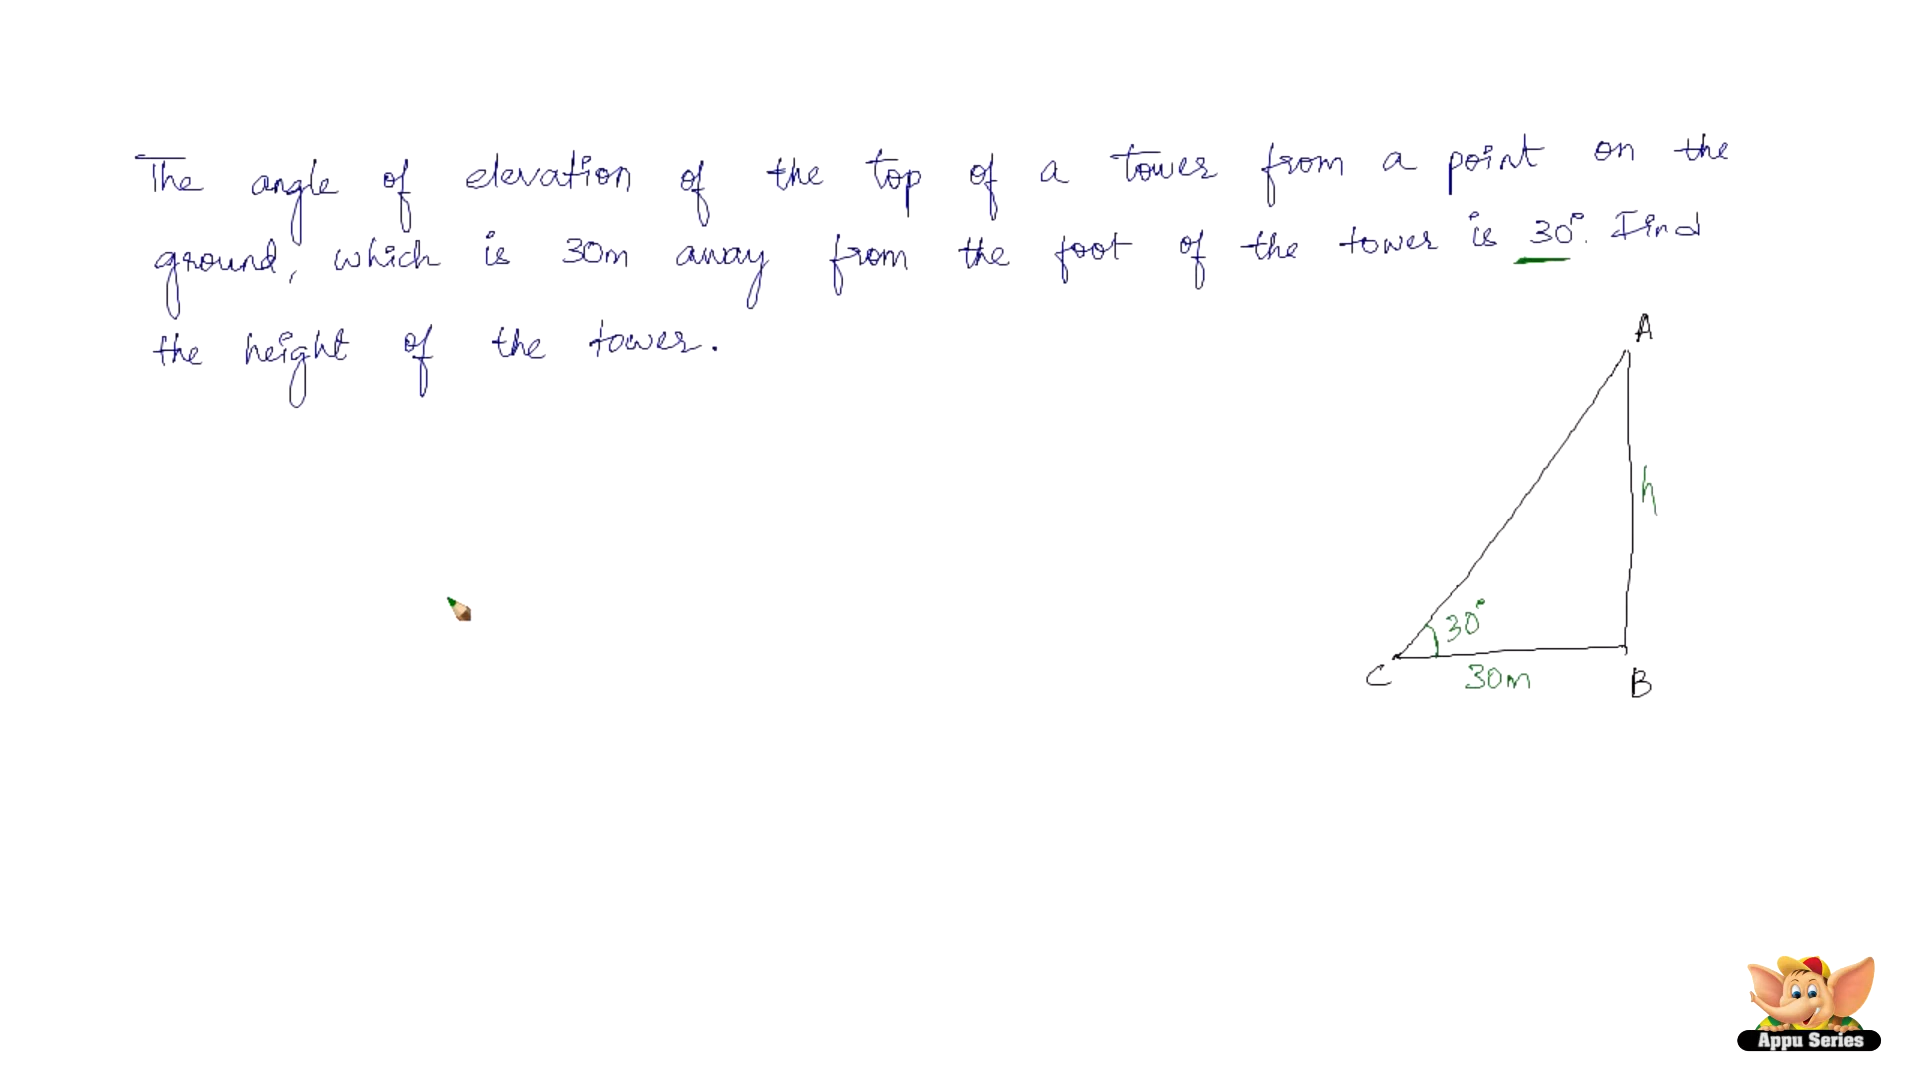 The angle of elevation of the top of a tower from a point on the
ground, which is 30m away from the foot of the tower is 30°. Find
the height of the tower.
A
h
30°
C
30m
B
Appu Series